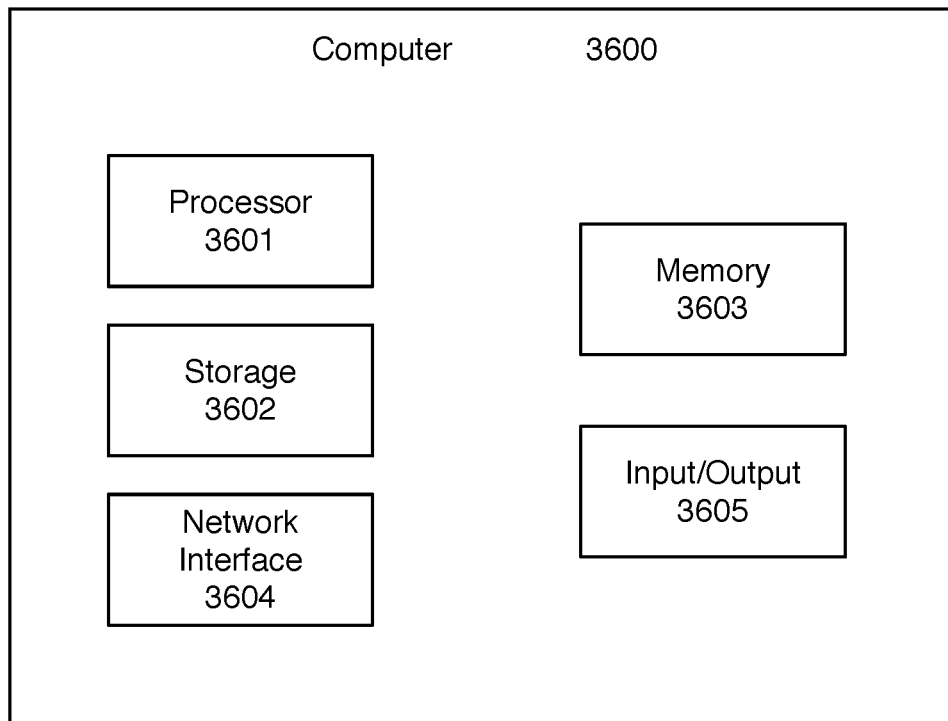 Computer 3600
Processor
3601
Storage
3602
Network
Interface
3604
Memory
3603
Input/Output
3605